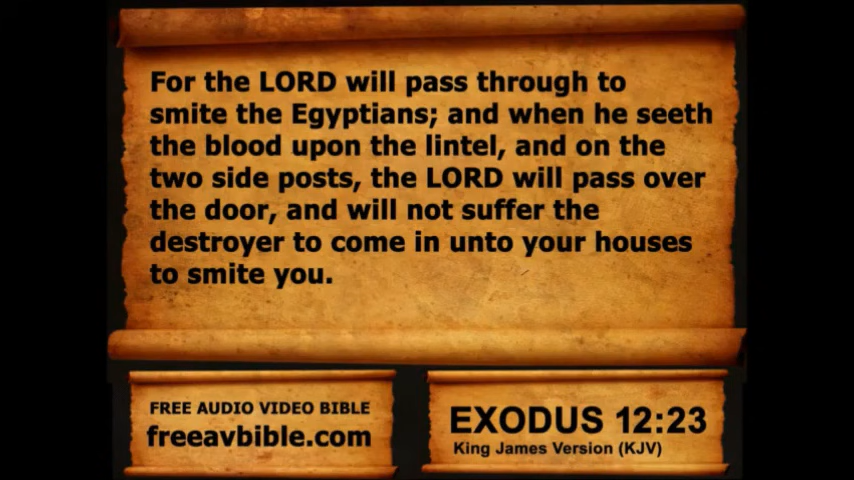 For the LORD will pass through to
smite the Egyptians; and when he seeth
the blood upon the lintel, and on the
two side posts, the LORD will pass over
the door, and will not suffer the
destroyer to come in unto your houses
to smite you.
FREE AUDIO VIDEO BIBLE
freeavbible.com
EXODUS 12:23
King James Version (KJV)